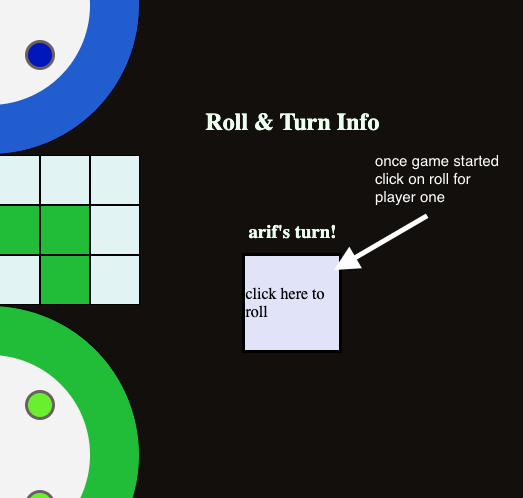 Roll & Turn Info
once game started
click on roll for
player one
arif's turn!
click here to
roll